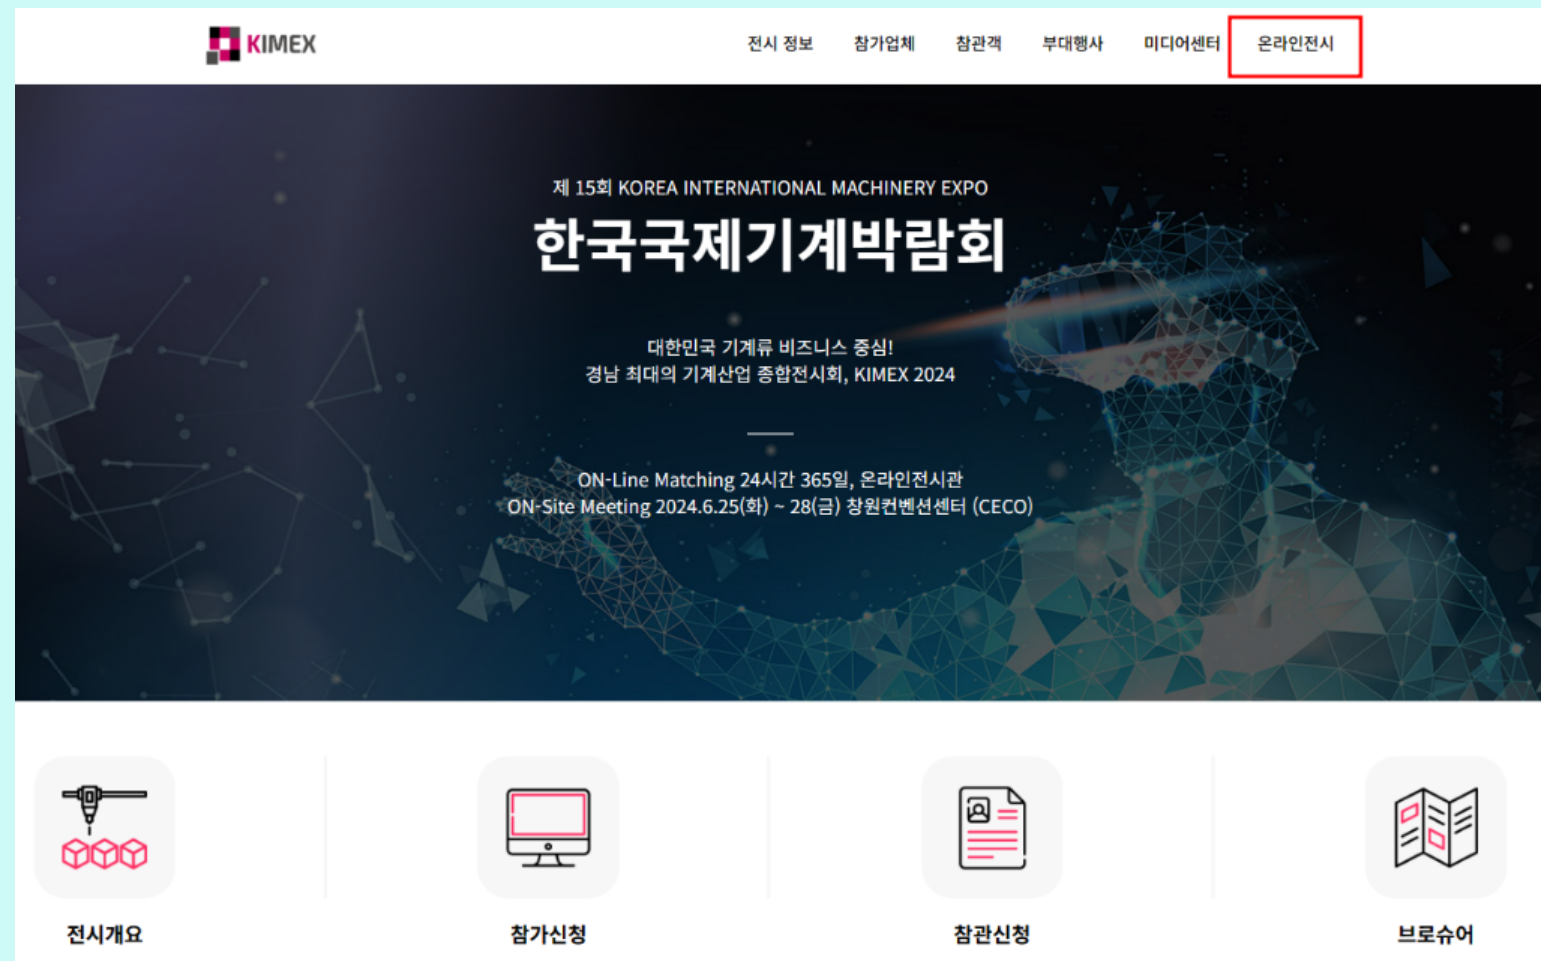 KIMEX
전시 정보
참가업체
참관객
부대행사
미디어센터
온라인전시
제 15회 KOREA INTERNATIONAL MACHINERY EXPO
한국국제기계박람회
대한민국 기계류 비즈니스 중심!
경남 최대의 기계산업 종합전시회, KIMEX 2024
ON-Line Matching 24시간 365일, 온라인전시관
ON-Site Meeting 2024.6.25(화) ~ 28(금) 창원컨벤션센터 (CECO)
전시개요
참가신청
참관신청
브로슈어